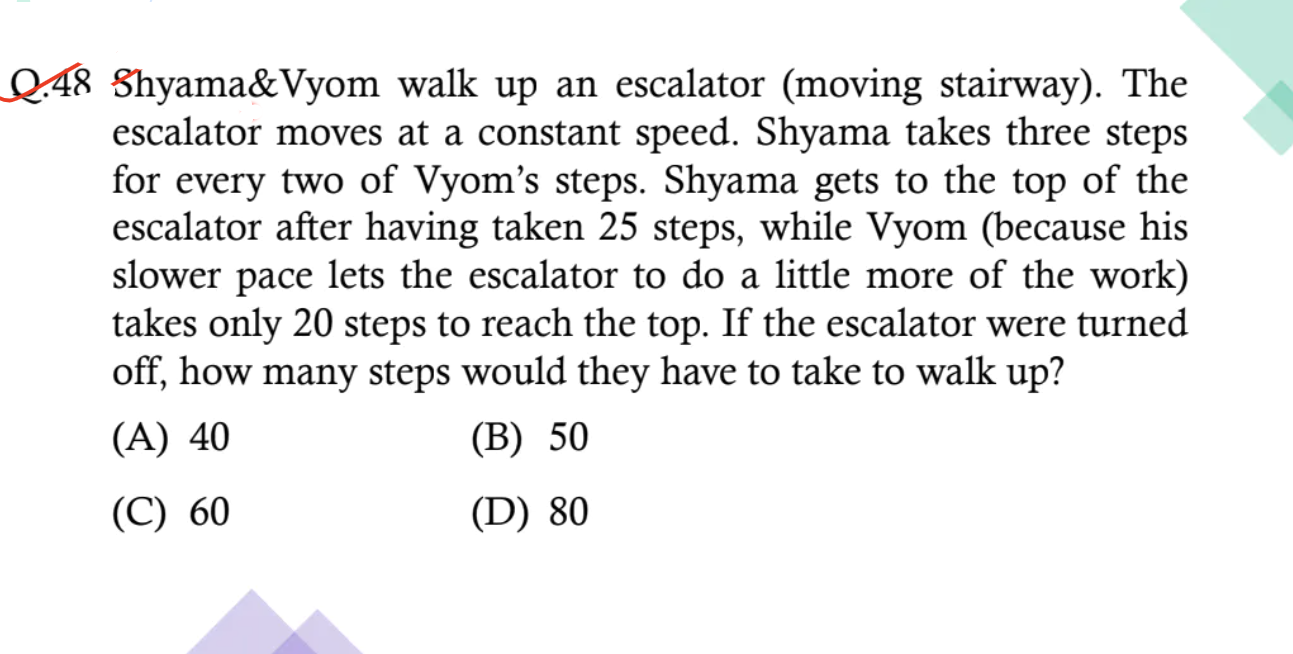 Q.48 Shyama&Vyom walk up an escalator (moving stairway). The
escalator moves at a constant speed. Shyama takes three steps
for every two of Vyom’s steps. Shyama gets to the top of the
escalator after having taken 25 steps, while Vyom (because his
slower pace lets the escalator to do a little more of the work)
takes only 20 steps to reach the top. If the escalator were turned
off, how many steps would they have to take to walk up?
(A) 40 (B) 50
(C) 60 (D) 80